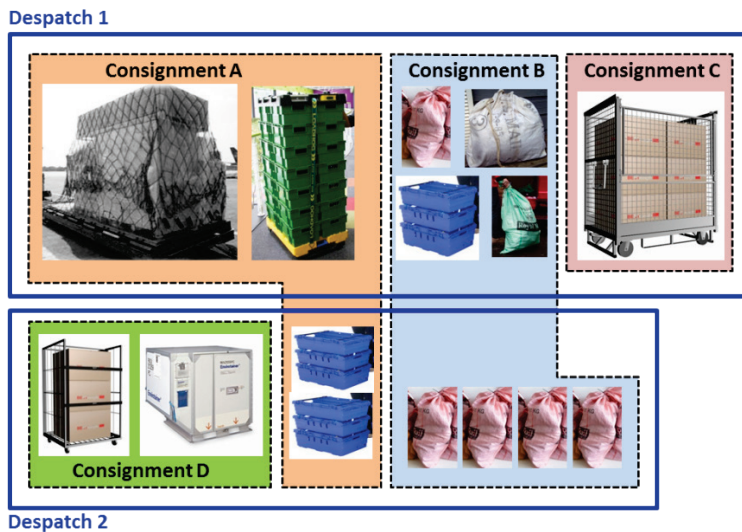 Despatch 1
Consignment A
Consignment B
Consignment C
Consignment D
Despatch 2